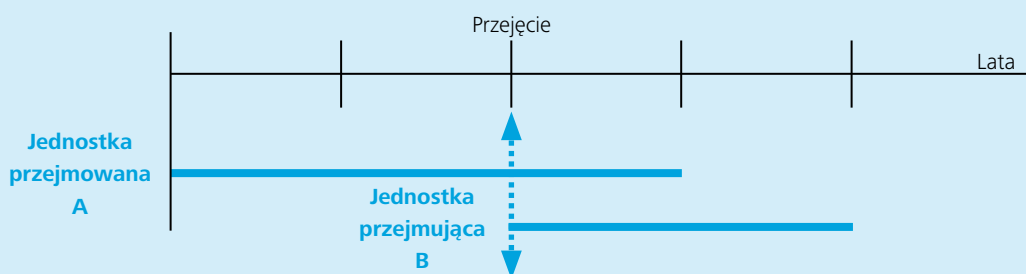 Przejęcie
Lata
Jednostka
przejmowana
A
Jednostka
przejmująca
B